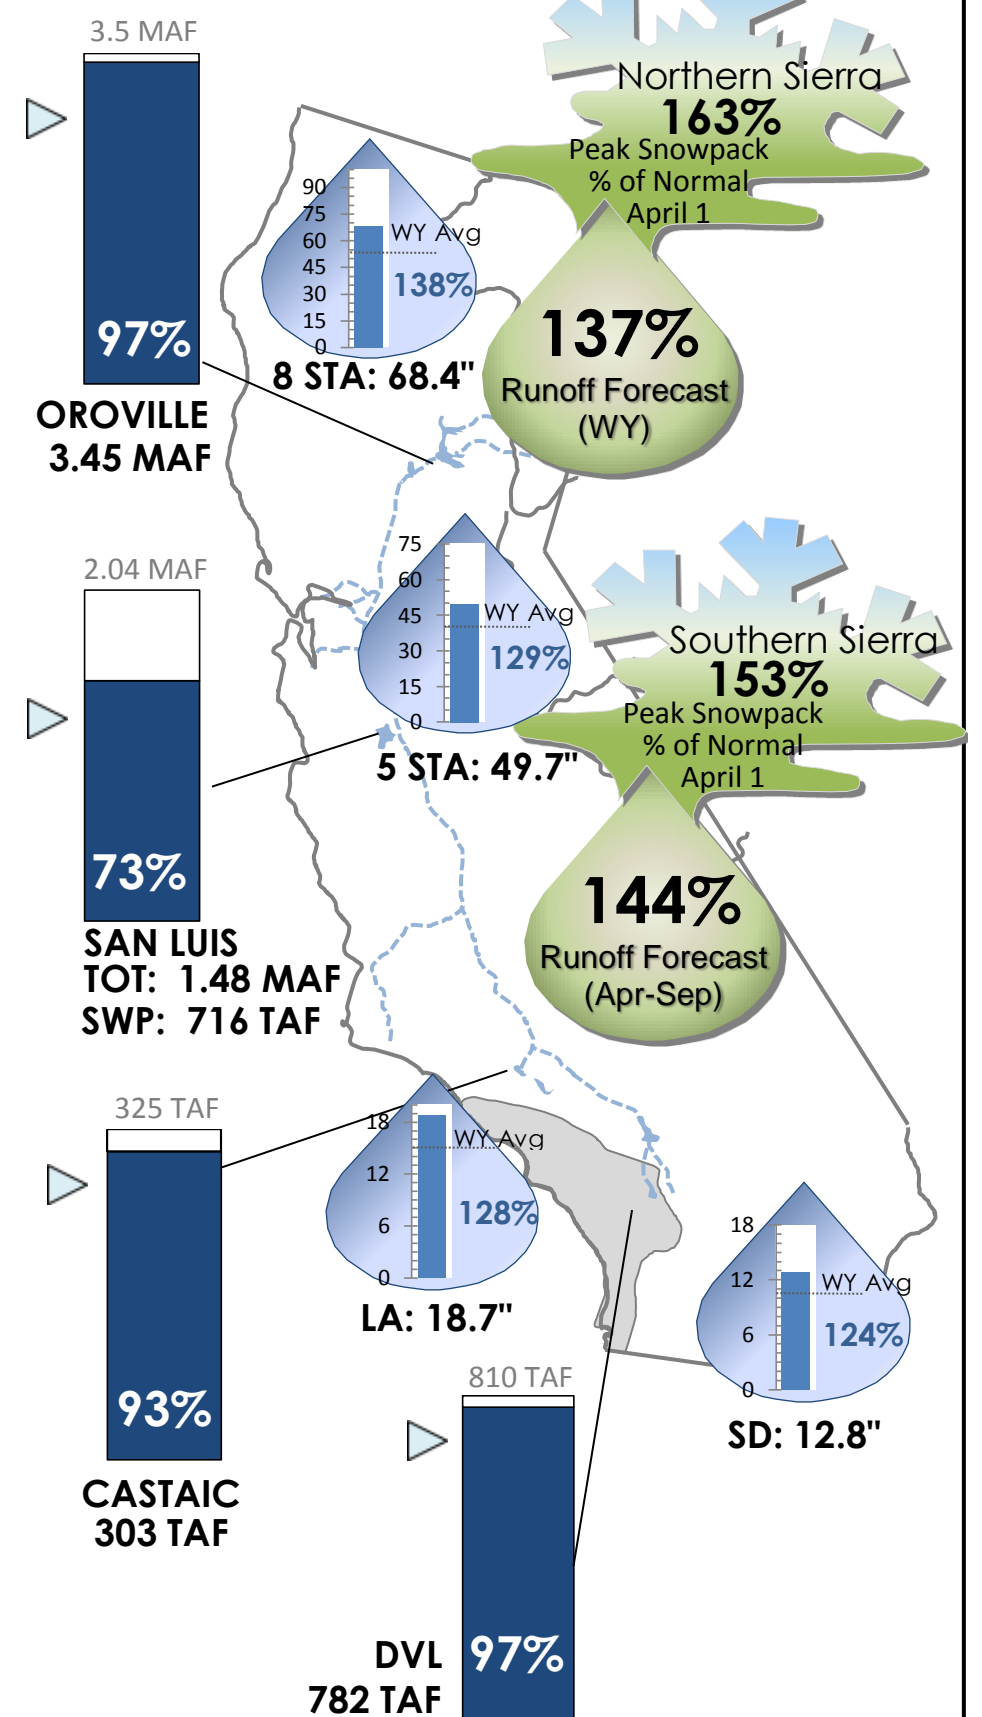 3.5 MAF
97%
OROVILLE
3.45 MAF
Northern Sierra
163%
Peak Snowpack
% of Normal
April 1
137%
Runoff Forecast
(WY)
90
75
60
45
30
15
0
WY Avg
138%
8 STA: 68.4"
2.04 MAF
73%
SAN LUIS
TOT: 1.48 MAF
SWP: 716 TAF
75
60
45
30
15
0
WY Avg
129%
5 STA: 49.7"
Southern Sierra
153%
Peak Snowpack
% of Normal
April 1
144%
Runoff Forecast
(Apr-Sep)
325 TAF
93%
CASTAIC
303 TAF
18
12
6
0
WY Avg
128%
LA: 18.7"
18
12
6
0
WY Avg
124%
SD: 12.8"
810 TAF
97%
DVL
782 TAF